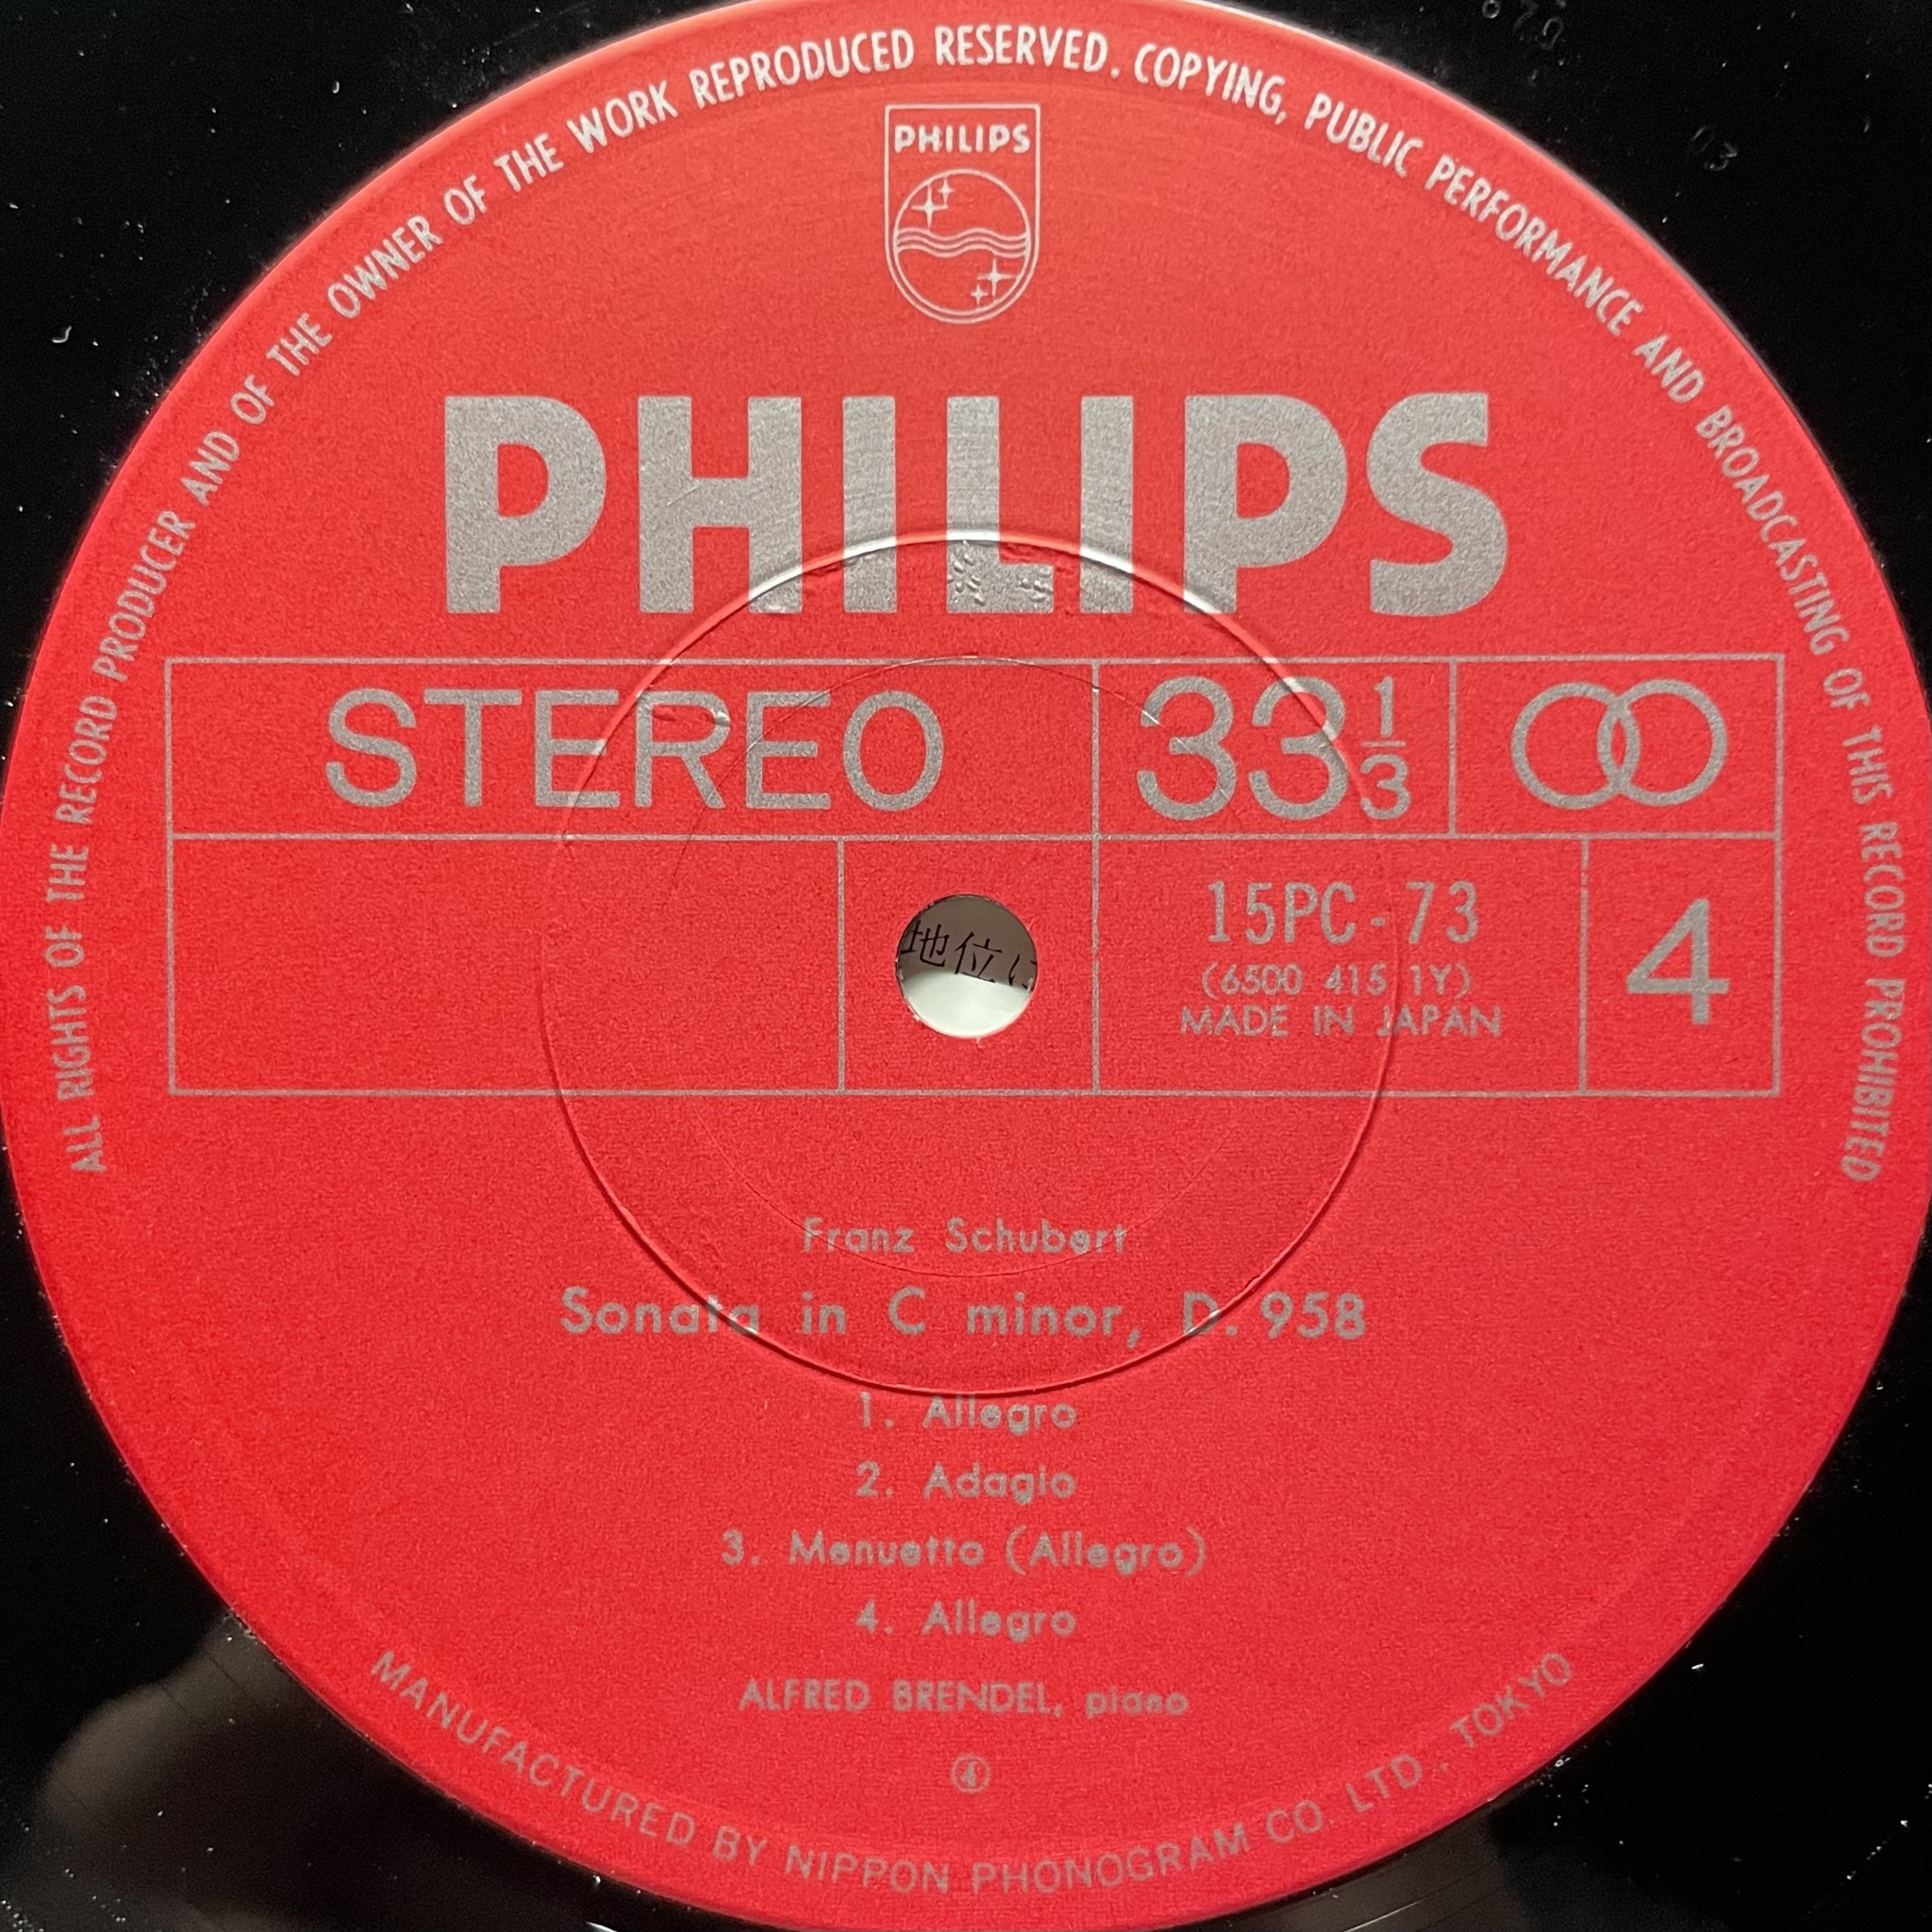 ALL RIGHTS OF THE RECORD PRODUCER AND OF THE OWNER OF THE WORK REPRODUCED RESERVED. COPYING, PUBLIC PERFORMANCE AND BROADCASTING OF THIS RECORD PROHIBITED
PHILIPS
PHILIPS
STEREO 33 1/3
地位に
15PC-73
(6500 415 1Y)
MADE IN JAPAN
4
Franz Schubert
Sonata in C minor, D. 958
1. Allegro
2. Adagio
3. Menuetto (Allegro)
4. Allegro
ALFRED BRENDEL, piano
④
MANUFACTURED BY NIPPON PHONOGRAM CO. LTD., TOKYO